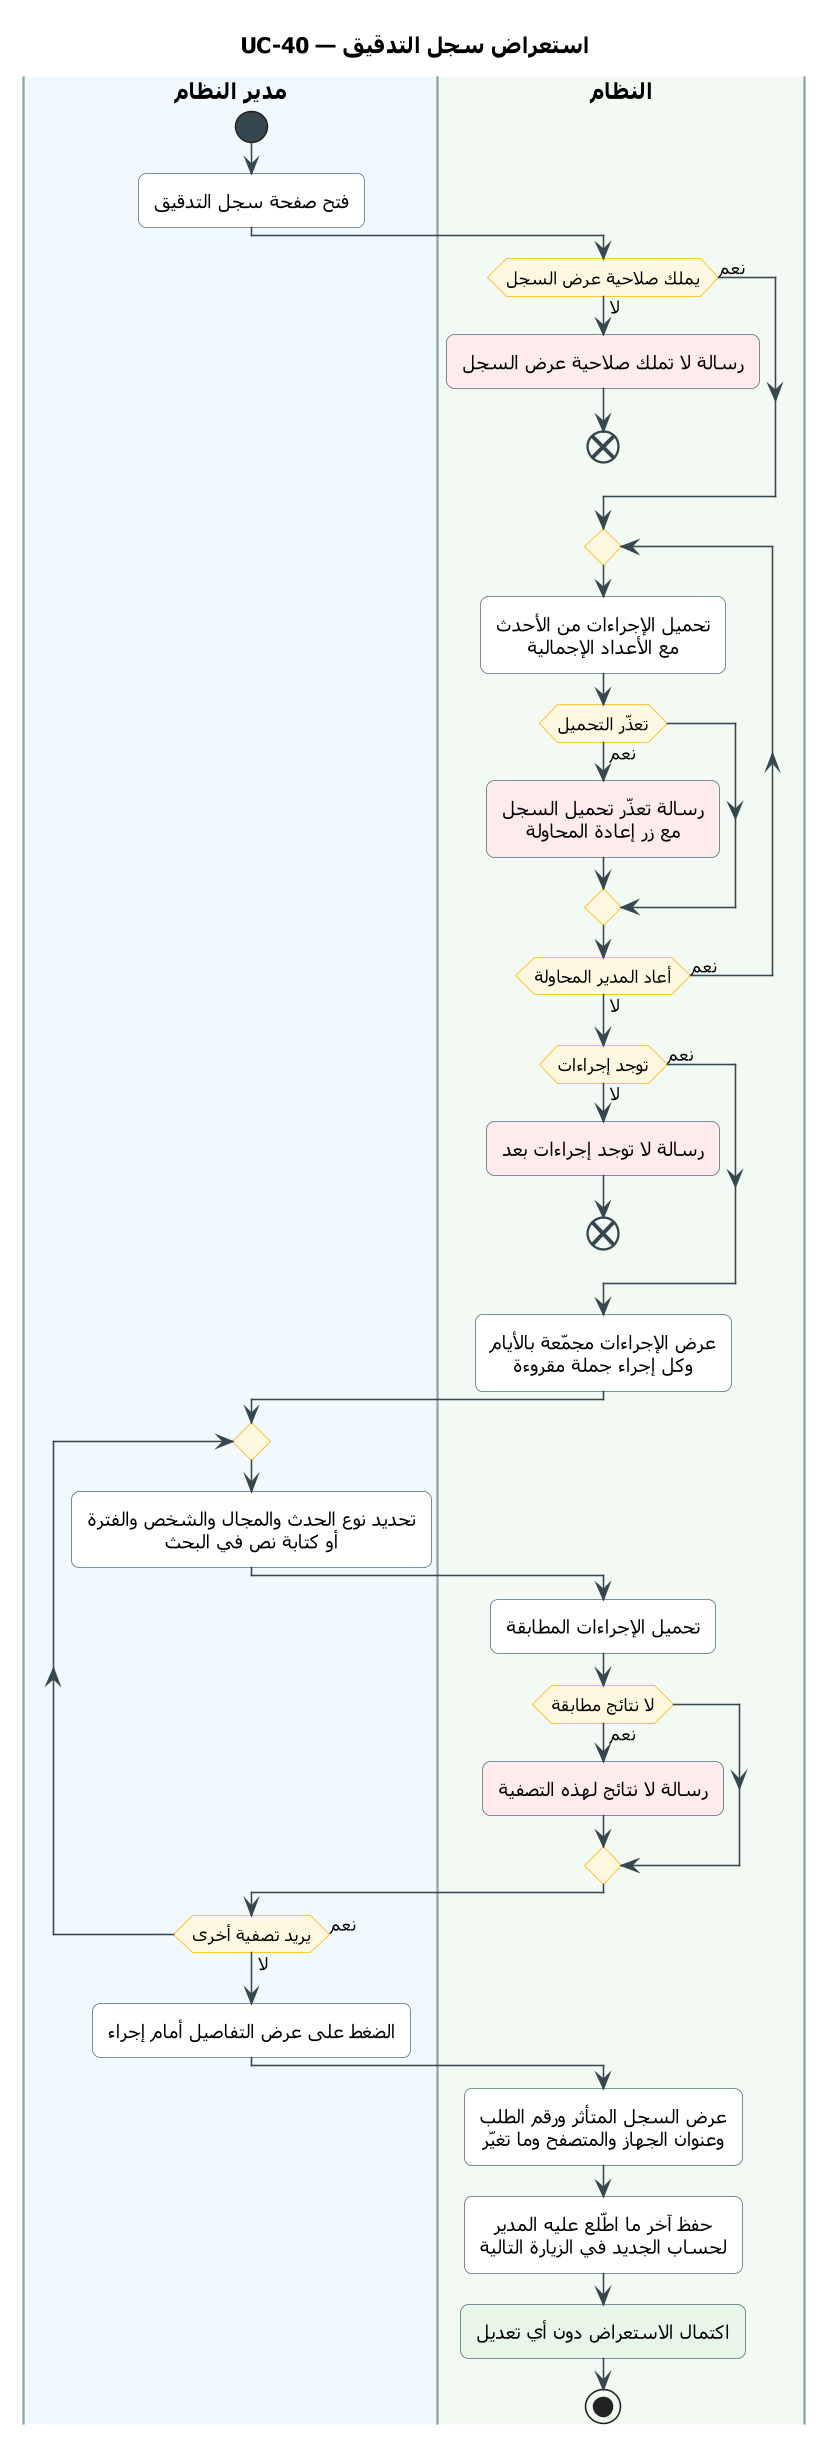 UC-40 — استعراض سجل التدقيق
مدير النظام
النظام
فتح صفحة سجل التدقيق
يملك صلاحية عرض السجل
نعم
لا
رسالة لا تملك صلاحية عرض السجل
تحميل الإجراءات من الأحدث
مع الأعداد الإجمالية
تعذّر التحميل
نعم
رسالة تعذّر تحميل السجل
مع زر إعادة المحاولة
أعاد المدير المحاولة
نعم
لا
توجد إجراءات
نعم
لا
رسالة لا توجد إجراءات بعد
عرض الإجراءات مجمّعة بالأيام
وكل إجراء جملة مقروءة
تحديد نوع الحدث والمجال والشخص والفترة
أو كتابة نص في البحث
تحميل الإجراءات المطابقة
لا نتائج مطابقة
نعم
رسالة لا نتائج لهذه التصفية
يريد تصفية أخرى
نعم
لا
الضغط على عرض التفاصيل أمام إجراء
عرض السجل المتأثر ورقم الطلب
وعنوان الجهاز والمتصفح وما تغيّر
حفظ آخر ما اطّلع عليه المدير
لحساب الجديد في الزيارة التالية
اكتمال الاستعراض دون أي تعديل